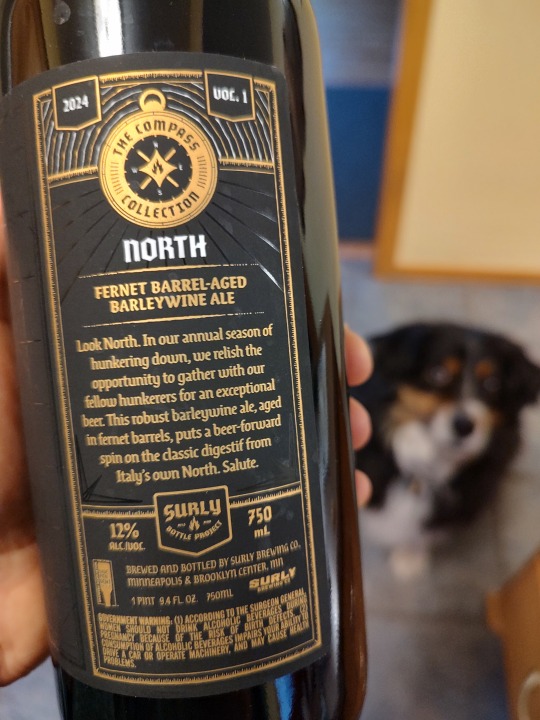 2024
VOL. 1
THE COMPASS
COLLECTION
NORTH
FERNET BARREL-AGED
BARLEYWINE ALE
Look North. In our annual season of
hunkering down, we relish the
opportunity to gather with our
fellow hunkerers for an exceptional
beer. This robust barleywine ale, aged
in fernet barrels, puts a beer-forward
spin on the classic digestif from
Italy's own North. Salute.
12%
ALC./VOC.
SURLY
BOTTLE PROJECT
750
mL
BREWED AND BOTTLED BY SURLY BREWING CO.
MINNEAPOLIS & BROOKLYN CENTER, MN
1 PINT 9.4 FL. OZ. 750ML
SURLY
BREWING CO.
GOVERNMENT WARNING: (1) ACCORDING TO THE SURGEON GENERAL,
WOMEN SHOULD NOT DRINK ALCOHOLIC BEVERAGES DURING
PREGNANCY BECAUSE OF THE RISK OF BIRTH DEFECTS. (2)
CONSUMPTION OF ALCOHOLIC BEVERAGES IMPAIRS YOUR ABILITY TO
DRIVE A CAR OR OPERATE MACHINERY, AND MAY CAUSE HEALTH
PROBLEMS.